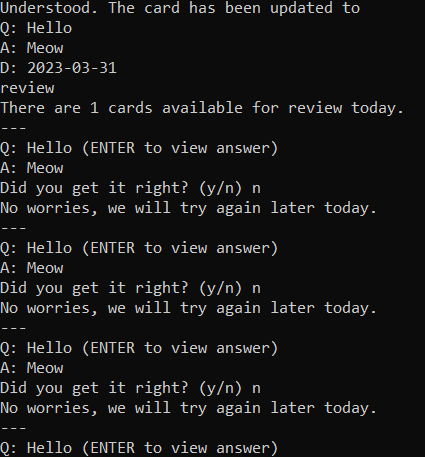 Understood. The card has been updated to
Q: Hello
A: Meow
D: 2023-03-31
review
There are 1 cards available for review today.
---
Q: Hello (ENTER to view answer)
A: Meow
Did you get it right? (y/n) n
No worries, we will try again later today.
---
Q: Hello (ENTER to view answer)
A: Meow
Did you get it right? (y/n) n
No worries, we will try again later today.
---
Q: Hello (ENTER to view answer)
A: Meow
Did you get it right? (y/n) n
No worries, we will try again later today.
---
Q: Hello (ENTER to view answer)